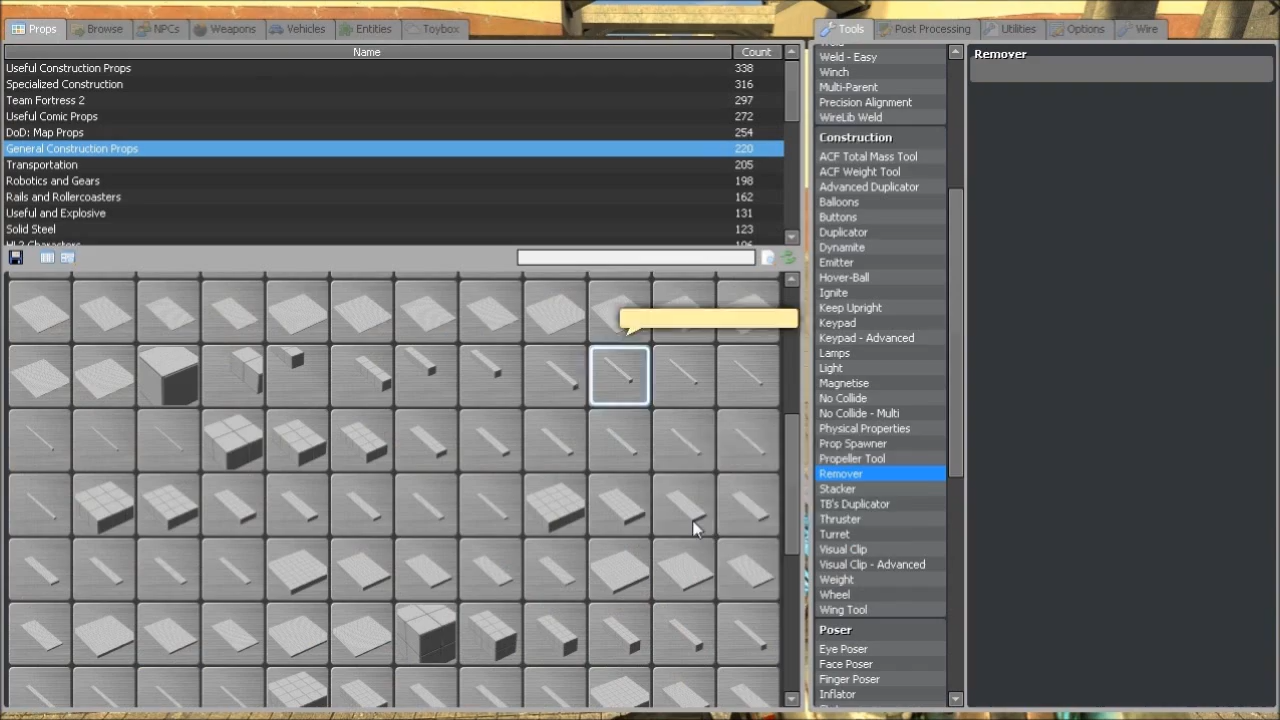 Props Browse NPCs Weapons Vehicles Entities Toybox
Name Count
Useful Construction Props 338
Specialized Construction 316
Team Fortress 2 297
Useful Comic Props 272
DoD: Map Props 254
General Construction Props 220
Transportation 205
Robotics and Gears 198
Rails and Rollercoasters 162
Useful and Explosive 131
Solid Steel 123
HL2 Characters 106
Tools Post Processing Utilities Options Wire
Weld
Weld - Easy
Winch
Multi-Parent
Precision Alignment
WireLib Weld
Construction
ACF Total Mass Tool
ACF Weight Tool
Advanced Duplicator
Balloons
Buttons
Duplicator
Dynamite
Emitter
Hover-Ball
Ignite
Keep Upright
Keypad
Keypad - Advanced
Lamps
Light
Magnetise
No Collide
No Collide - Multi
Physical Properties
Prop Spawner
Propeller Tool
Remover
Stacker
TB's Duplicator
Thruster
Turret
Visual Clip
Visual Clip - Advanced
Weight
Wheel
Wing Tool
Poser
Eye Poser
Face Poser
Finger Poser
Inflator
Remover